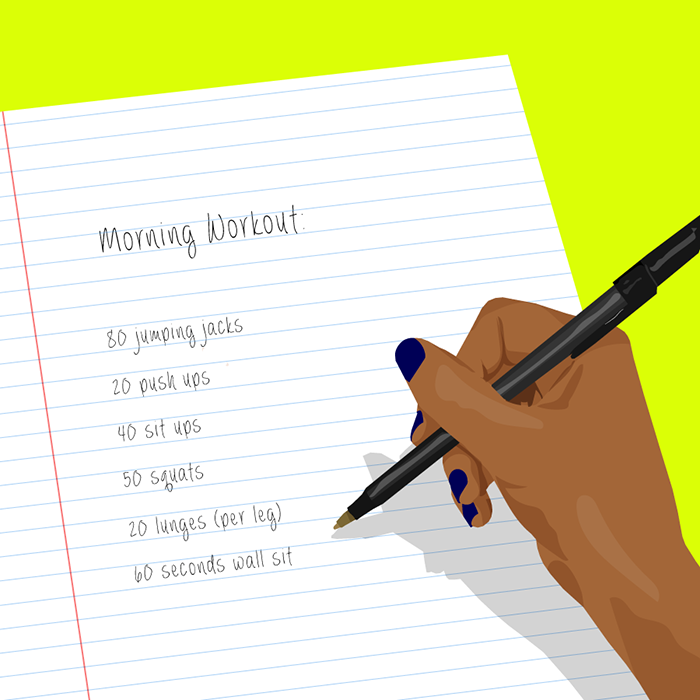 Morning Workout:
80 jumping jacks
20 push ups
40 sit ups
50 squats
20 lunges (per leg)
60 seconds wall sit